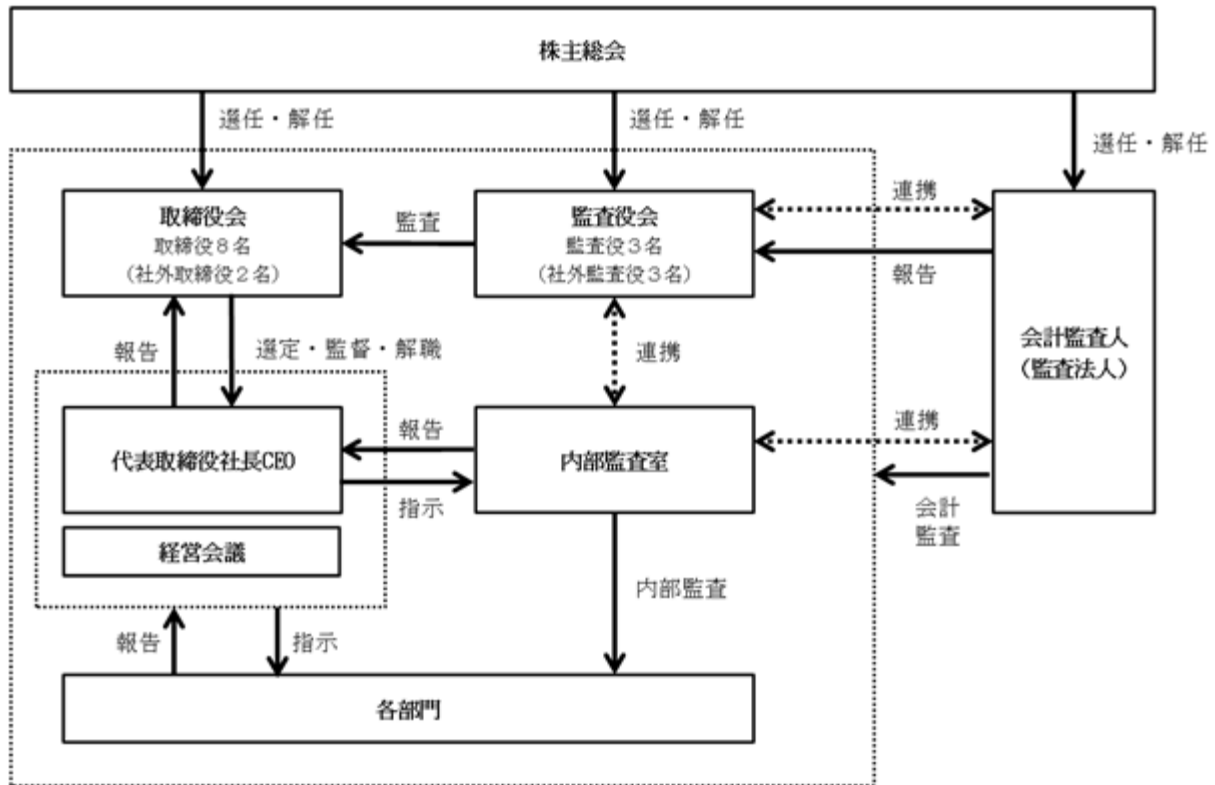 株主総会
選任・解任
選任・解任
選任・解任
取締役会
取締役８名
（社外取締役２名）
監査
監査役会
監査役３名
（社外監査役３名）
連携
報告
会計監査人
（監査法人）
報告
選定・監督・解職
連携
代表取締役社長CEO
報告
指示
内部監査室
連携
会計
監査
経営会議
内部監査
報告
指示
各部門